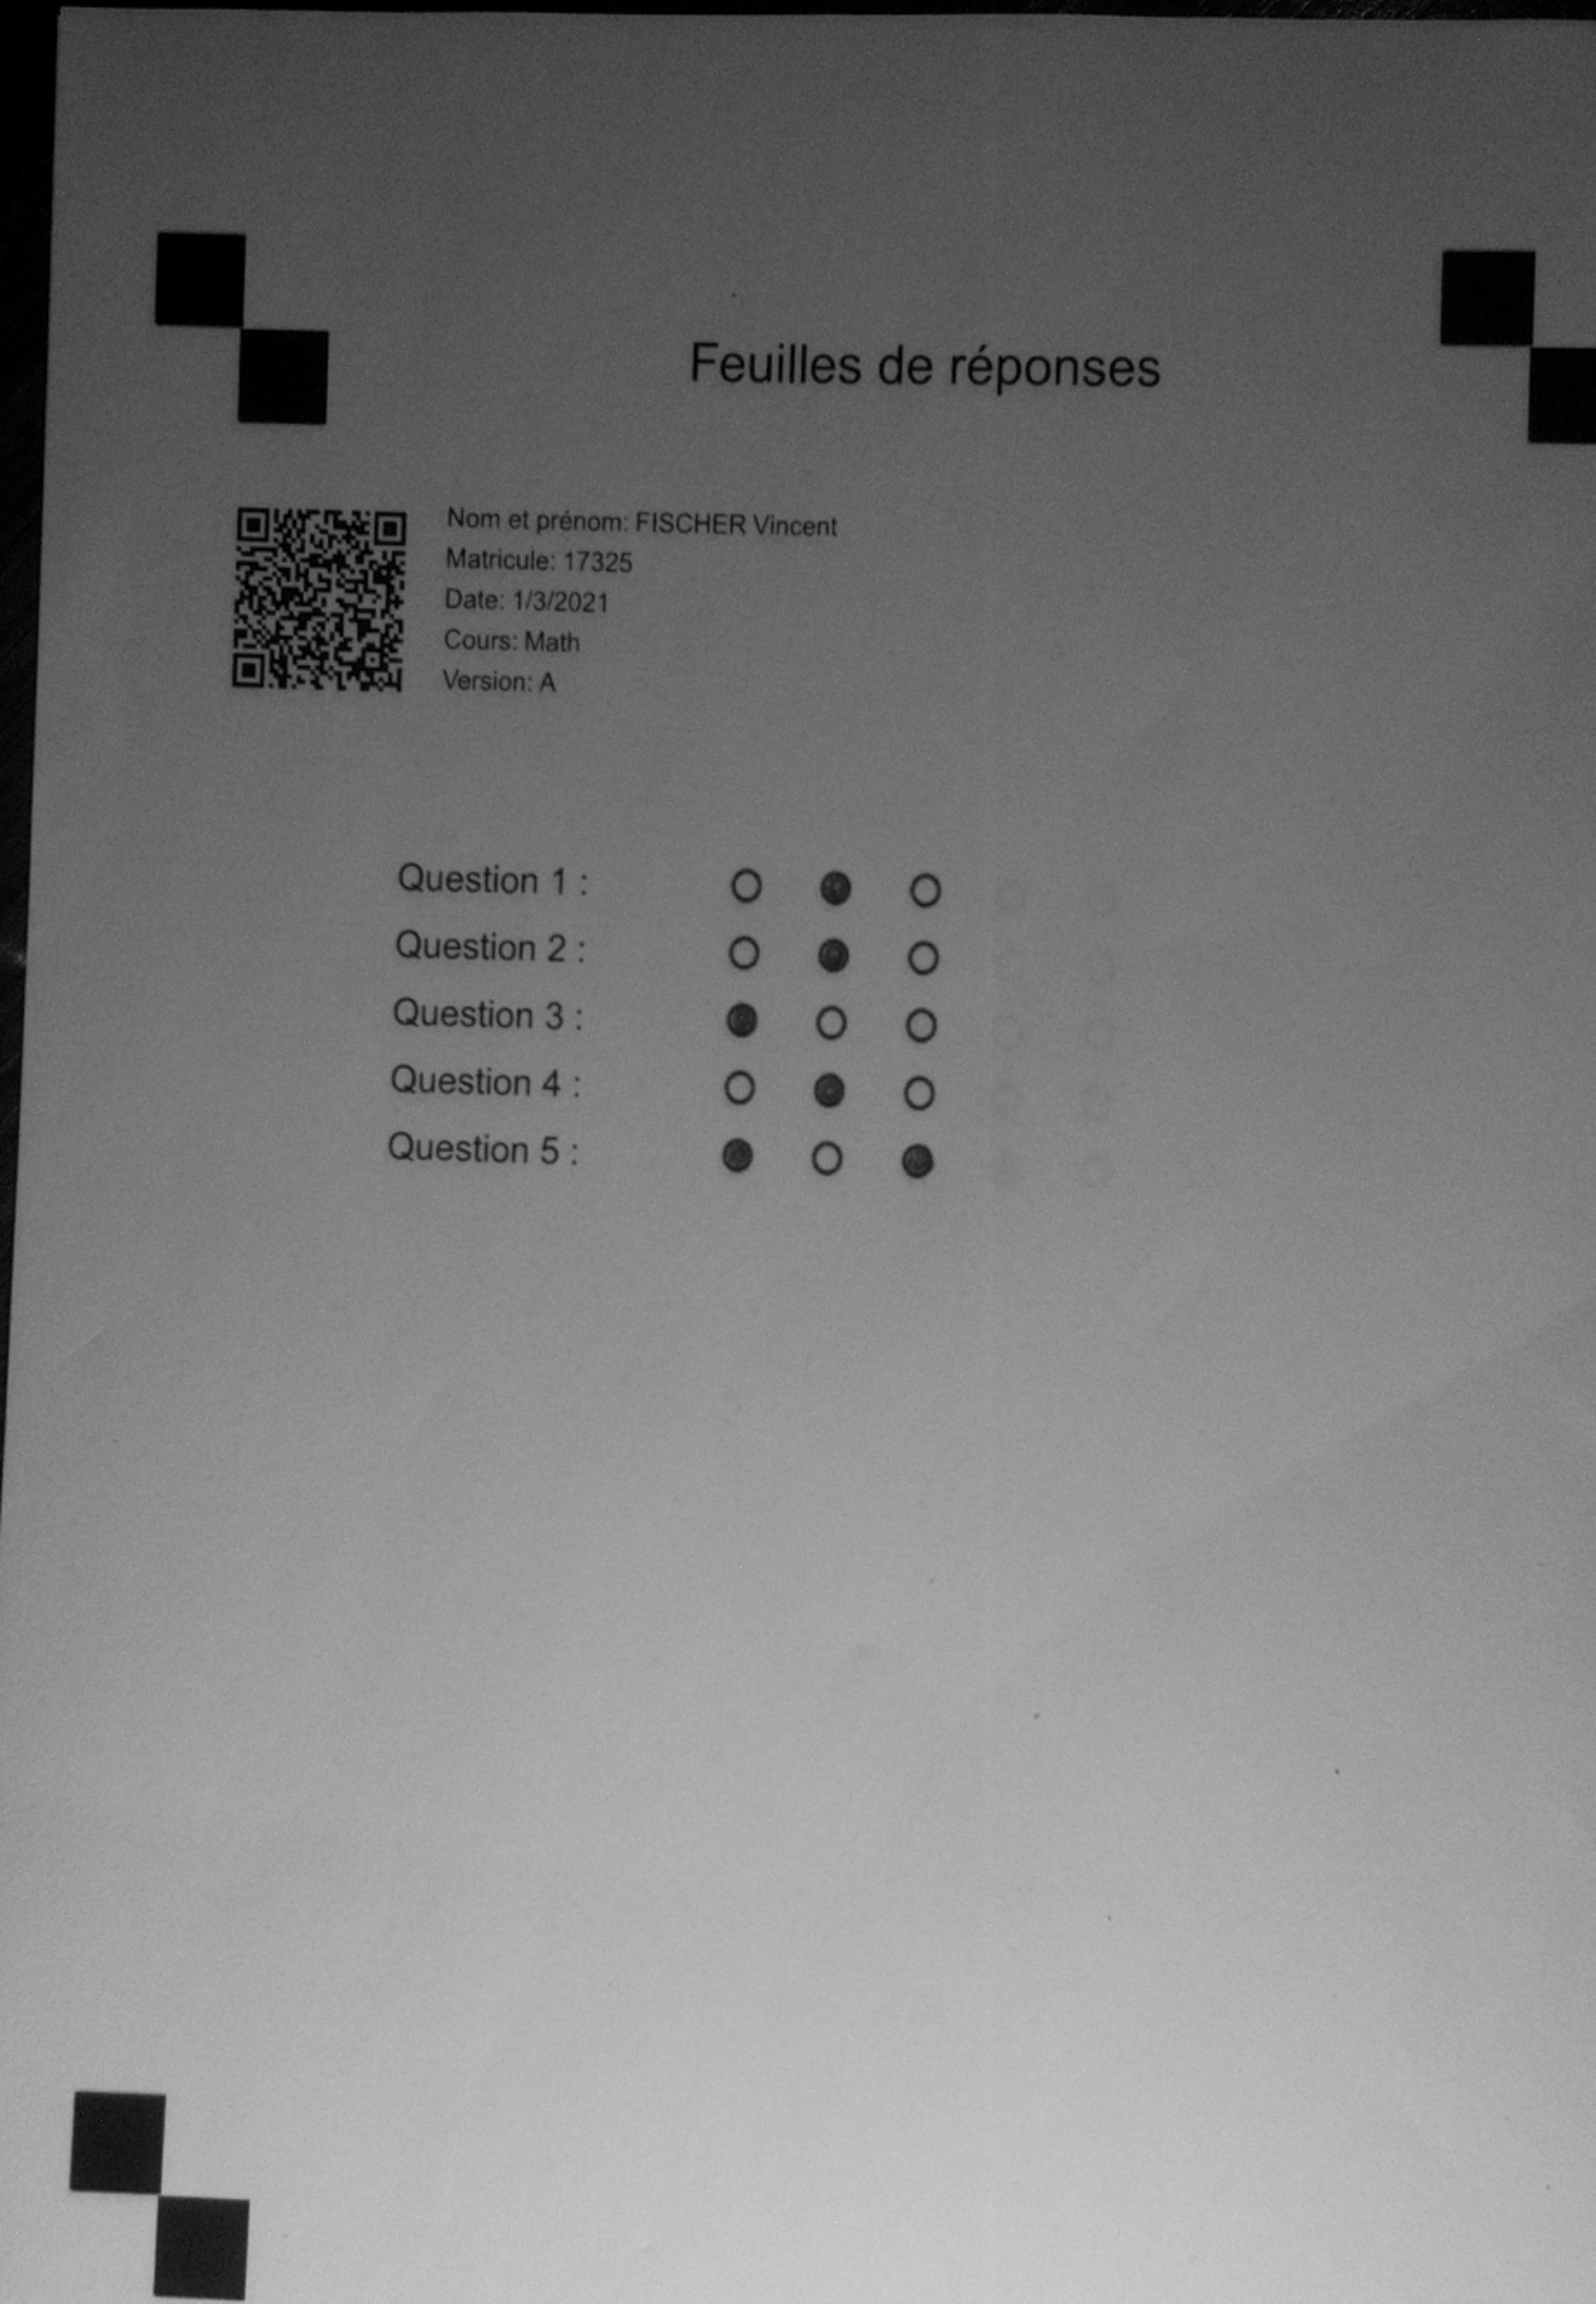 Feuilles de réponses
Nom et prénom: FISCHER Vincent
Matricule: 17325
Date: 1/3/2021
Cours: Math
Version: A
Question 1 :
Question 2 :
Question 3 :
Question 4 :
Question 5 :